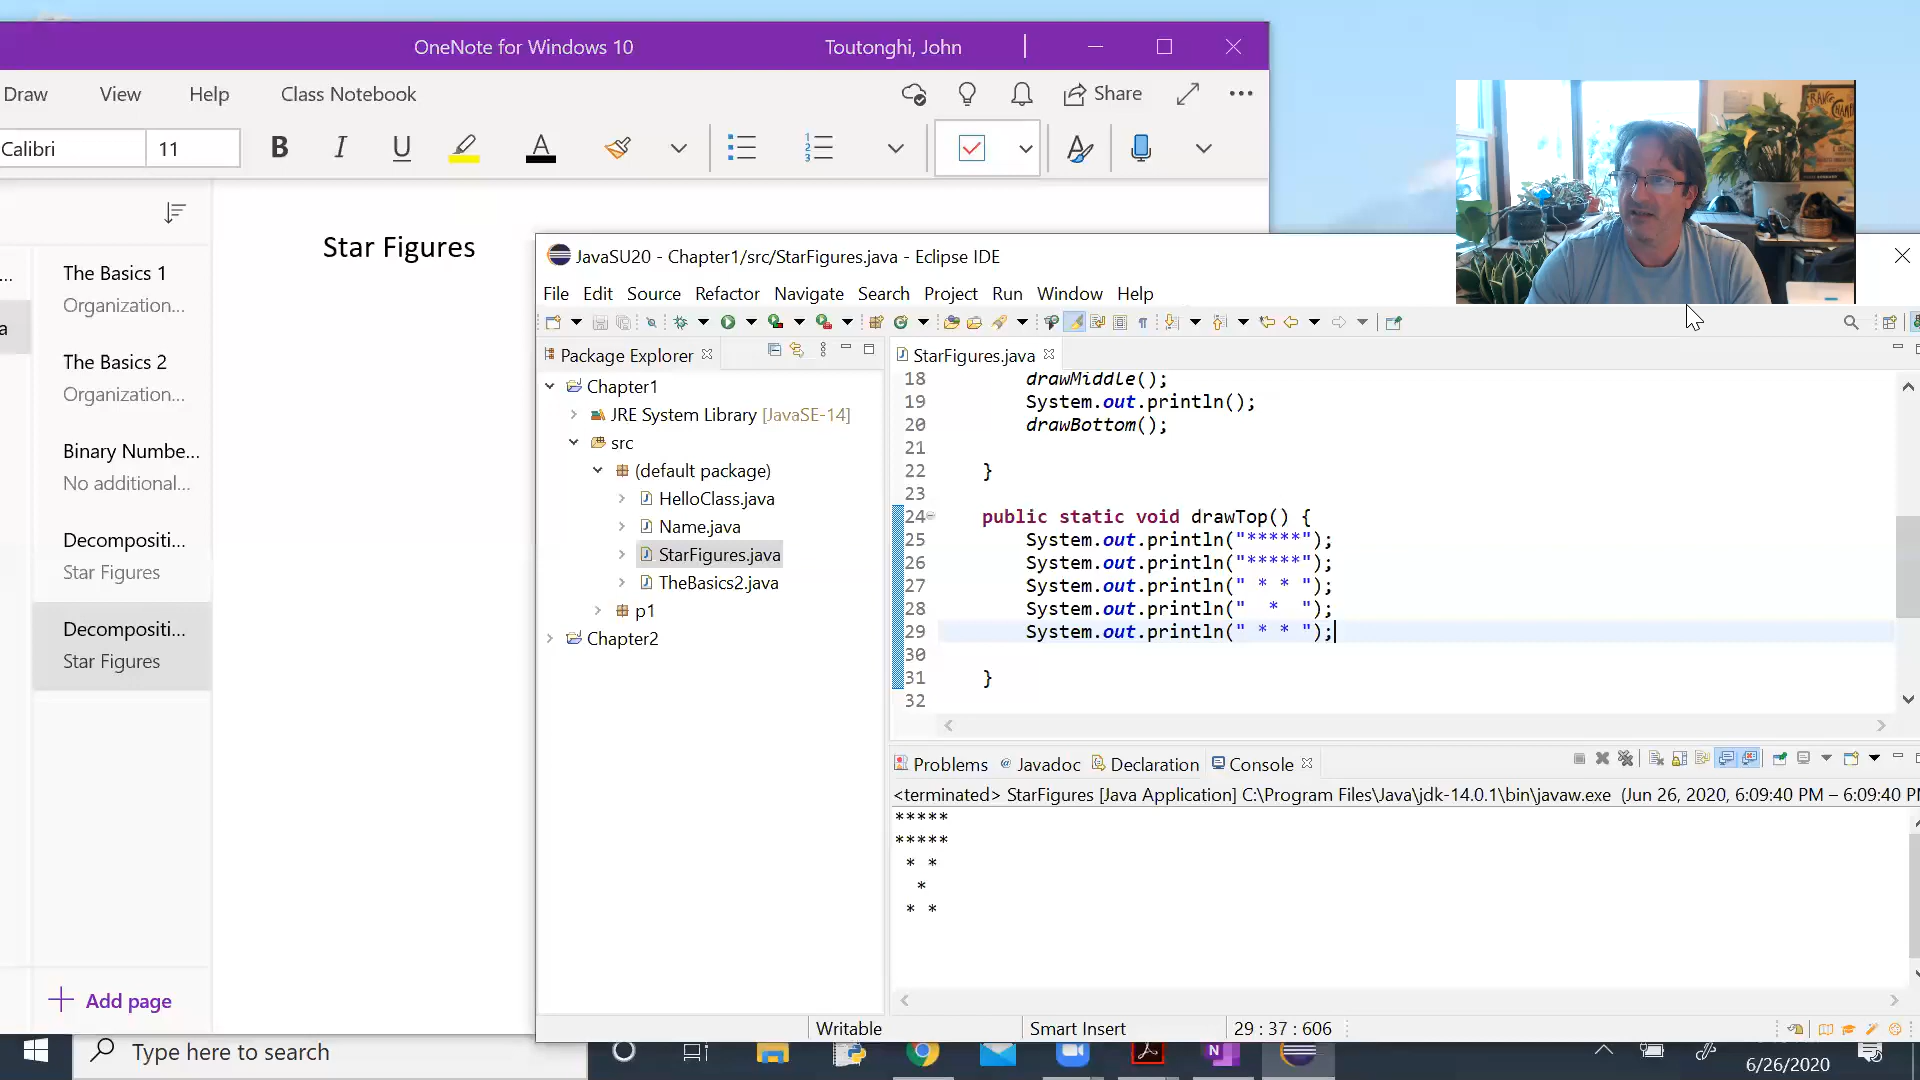 OneNote for Windows 10
Toutonghi, John
Draw View Help Class Notebook
Share
Calibri 11
B I U A
Star Figures
...
a
The Basics 1
Organization...
The Basics 2
Organization...
Binary Numbe...
No additional...
Decompositi...
Star Figures
Decompositi...
Star Figures
Add page
JavaSU20 - Chapter1/src/StarFigures.java - Eclipse IDE
File Edit Source Refactor Navigate Search Project Run Window Help
Package Explorer
Chapter1
JRE System Library [JavaSE-14]
src
(default package)
HelloClass.java
Name.java
StarFigures.java
TheBasics2.java
p1
Chapter2
StarFigures.java
18 drawMiddle();
19 System.out.println();
20 drawBottom();
21
22 }
23
24 public static void drawTop() {
25 System.out.println("*****");
26 System.out.println("*****");
27 System.out.println(" * * ");
28 System.out.println("  *  ");
29 System.out.println(" * * ");
30
31 }
32
Problems @ Javadoc Declaration Console
<terminated> StarFigures [Java Application] C:\Program Files\Java\jdk-14.0.1\bin\javaw.exe (Jun 26, 2020, 6:09:40 PM – 6:09:40 PM
*****
*****
 * *
  *
 * *
Writable Smart Insert 29 : 37 : 606
Type here to search
6/26/2020